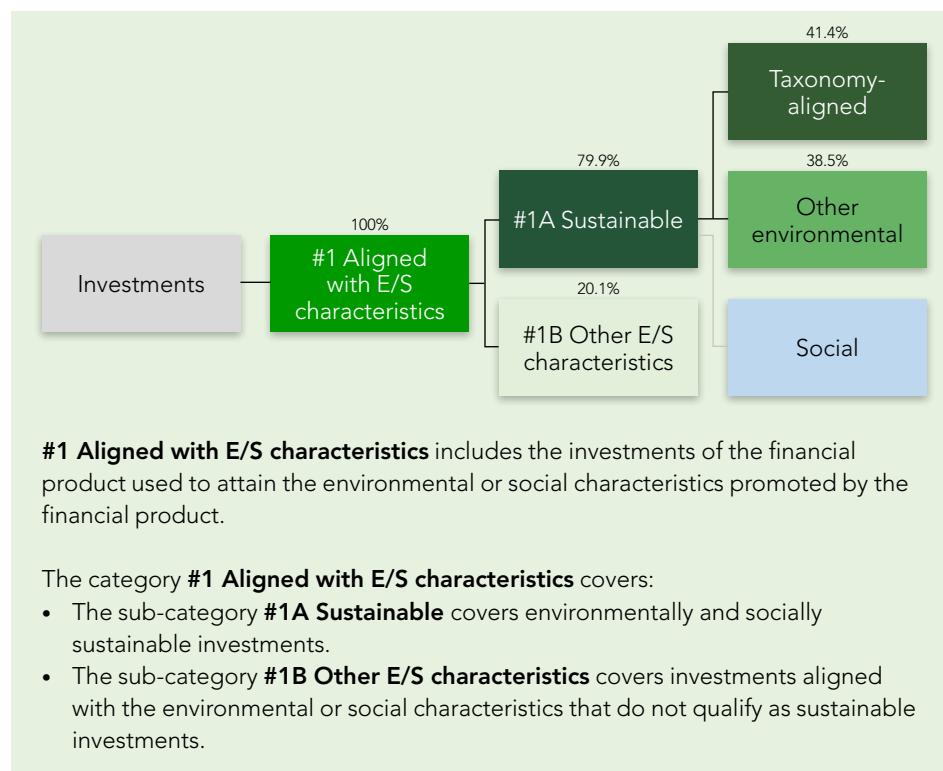 41.4%
Taxonomy-
aligned
79.9%
38.5%
#1A Sustainable
Other
environmental
100%
Investments
#1 Aligned
with E/S
characteristics
20.1%
#1B Other E/S
characteristics
Social
#1 Aligned with E/S characteristics includes the investments of the financial
product used to attain the environmental or social characteristics promoted by the
financial product.
The category #1 Aligned with E/S characteristics covers:
• The sub-category #1A Sustainable covers environmentally and socially
sustainable investments.
• The sub-category #1B Other E/S characteristics covers investments aligned
with the environmental or social characteristics that do not qualify as sustainable
investments.